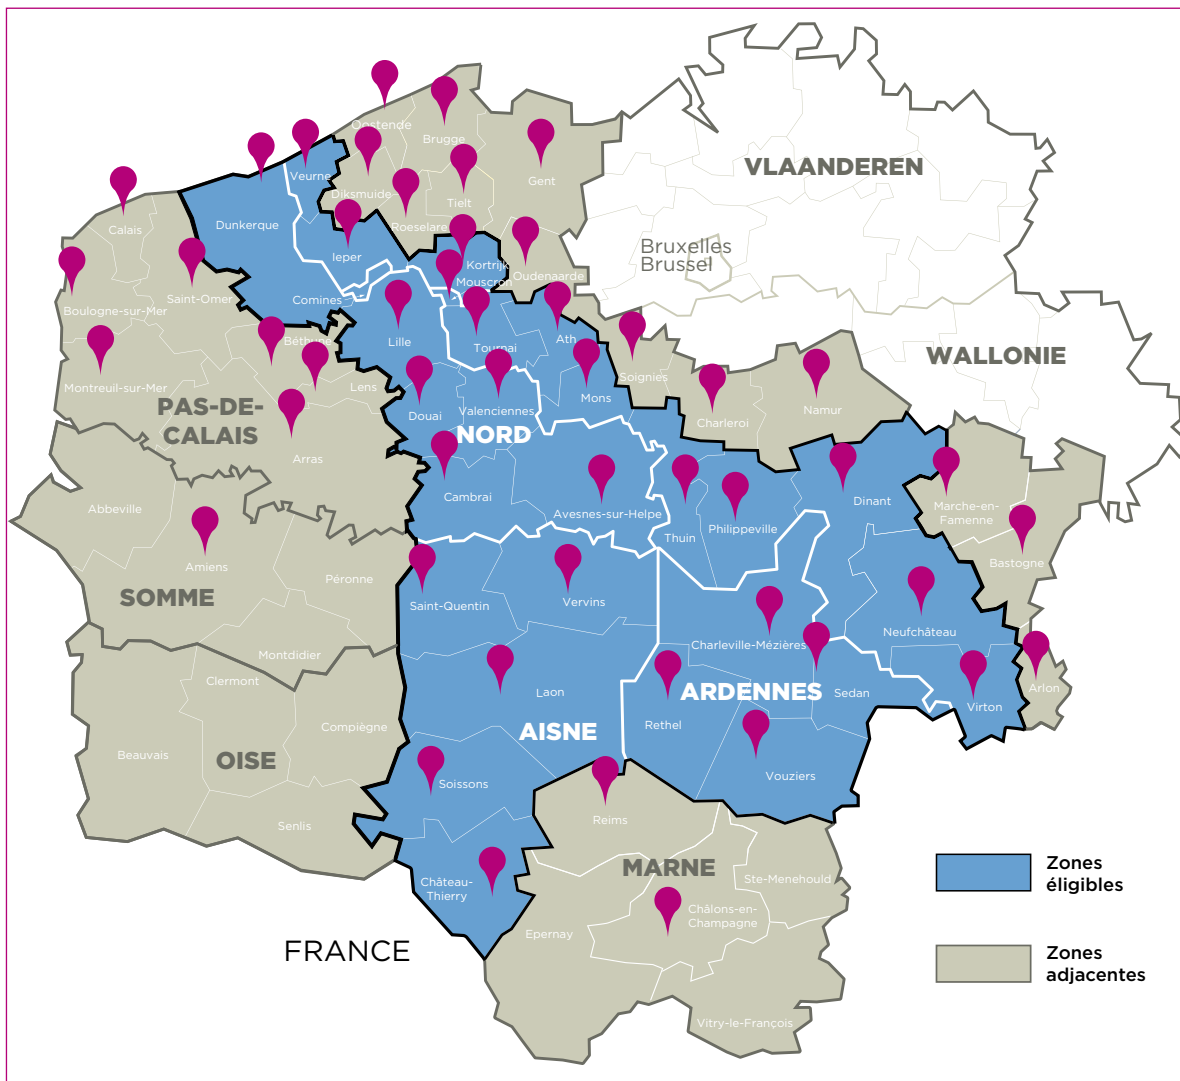 Oostende
Brugge
VLAANDEREN
Veurne
Gent
Diksmuide
Tielt
Dunkerque
Calais
Roeselare
Bruxelles
Brussel
Ieper
Kortrijk
Oudenaarde
Mouscron
Saint-Omer
Comines
Boulogne-sur-Mer
Béthune
Lille
Tournai
Ath
WALLONIE
Soignies
Montreuil-sur-Mer
Lens
Mons
PAS-DE-
CALAIS
Douai
Valenciennes
Charleroi
Namur
NORD
Arras
Cambrai
Abbeville
Avesnes-sur-Helpe
Thuin
Philippeville
Dinant
Marche-en-
Famenne
Amiens
Bastogne
Péronne
SOMME
Saint-Quentin
Vervins
Neufchâteau
Charleville-Mézières
Montdidier
Clermont
Laon
ARDENNES
Sedan
Arlon
Virton
Compiègne
Rethel
AISNE
Beauvais
OISE
Vouziers
Soissons
Senlis
Reims
MARNE
Château-
Thierry
Ste-Menehould
Zones
éligibles
Châlons-en-
Champagne
Epernay
FRANCE
Zones
adjacentes
Vitry-le-François